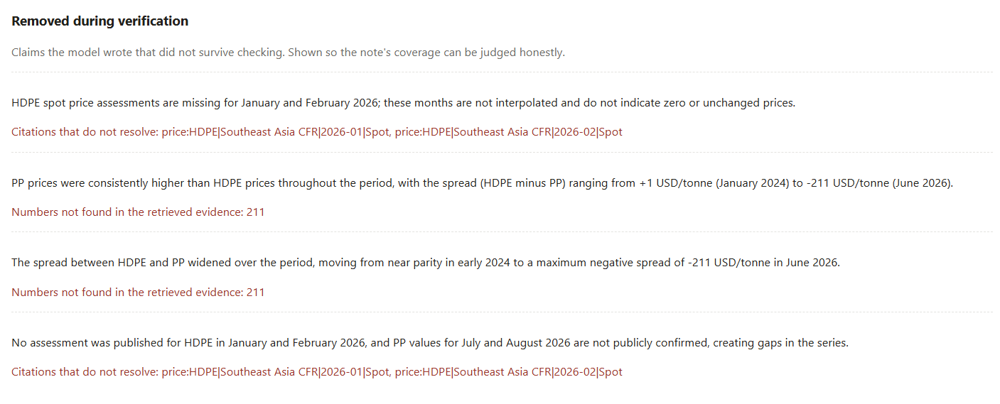 Removed during verification
Claims the model wrote that did not survive checking. Shown so the note's coverage can be judged honestly.
HDPE spot price assessments are missing for January and February 2026; these months are not interpolated and do not indicate zero or unchanged prices.
Citations that do not resolve: price:HDPE|Southeast Asia CFR|2026-01|Spot, price:HDPE|Southeast Asia CFR|2026-02|Spot
PP prices were consistently higher than HDPE prices throughout the period, with the spread (HDPE minus PP) ranging from +1 USD/tonne (January 2024) to -211 USD/tonne (June 2026).
Numbers not found in the retrieved evidence: 211
The spread between HDPE and PP widened over the period, moving from near parity in early 2024 to a maximum negative spread of -211 USD/tonne in June 2026.
Numbers not found in the retrieved evidence: 211
No assessment was published for HDPE in January and February 2026, and PP values for July and August 2026 are not publicly confirmed, creating gaps in the series.
Citations that do not resolve: price:HDPE|Southeast Asia CFR|2026-01|Spot, price:HDPE|Southeast Asia CFR|2026-02|Spot